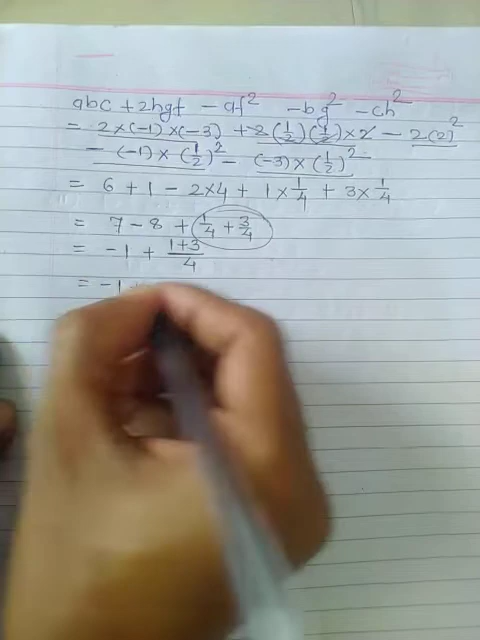 abc + 2hgf - af² - bg² - ch²
= 2×(-1)×(-3) + 2(1/2)(1/2)×2 - 2(2)²
- (-1)×(1/2)² - (-3)×(1/2)²
= 6 + 1 - 2×4 + 1×1/4 + 3×1/4
= 7 - 8 + 1/4 + 3/4
= -1 + (1+3)/4
= -1 +